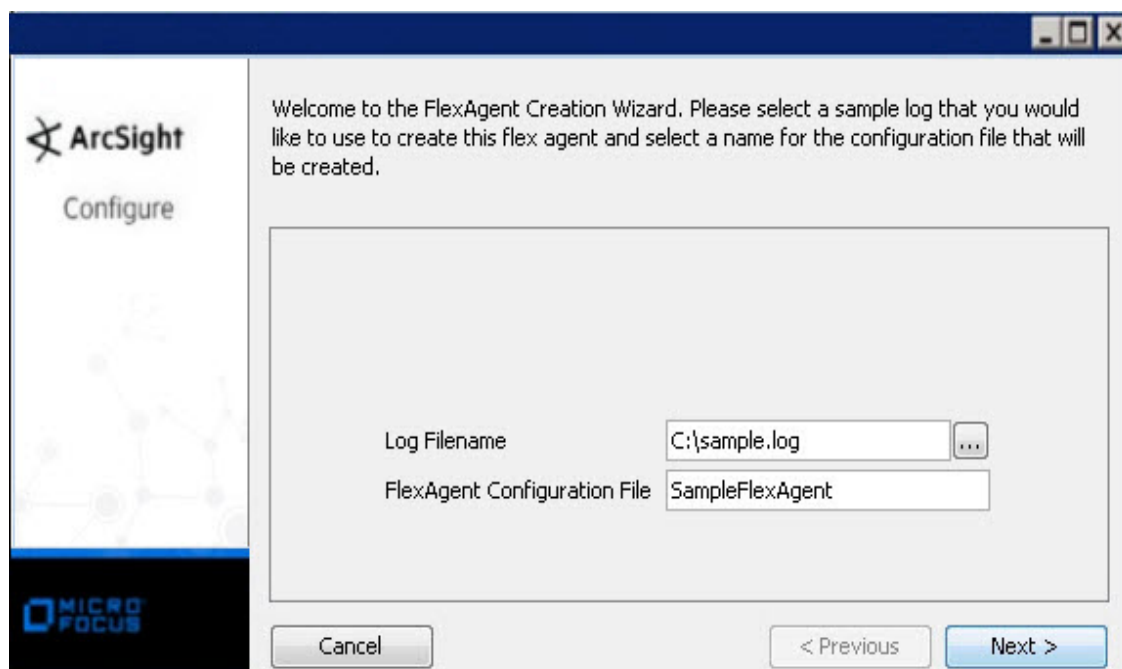 ArcSight
Configure
Welcome to the FlexAgent Creation Wizard. Please select a sample log that you would
like to use to create this flex agent and select a name for the configuration file that will
be created.
Log Filename
C:\sample.log
...
FlexAgent Configuration File
SampleFlexAgent
MICRO
FOCUS
Cancel
< Previous
Next >